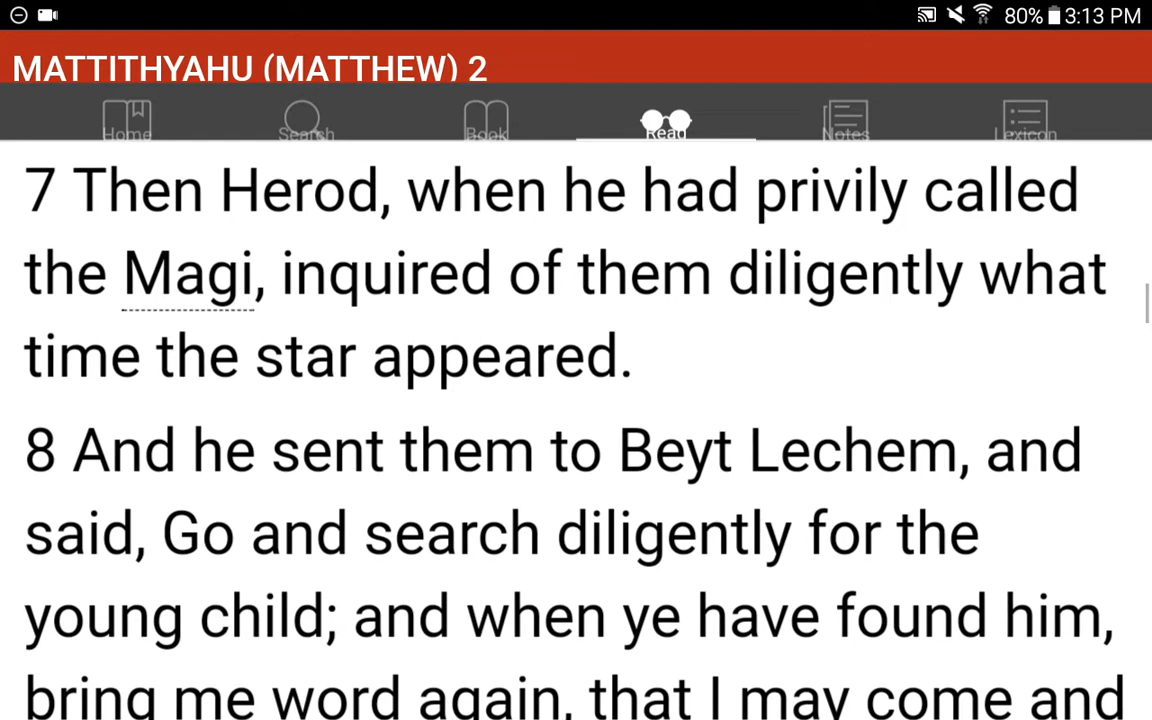 80% 3:13 PM
MATTITHYAHU (MATTHEW) 2
Home Search Book Read Notes Lexicon
7 Then Herod, when he had privily called
the Magi, inquired of them diligently what
time the star appeared.
8 And he sent them to Beyt Lechem, and
said, Go and search diligently for the
young child; and when ye have found him,
bring me word again, that I may come and